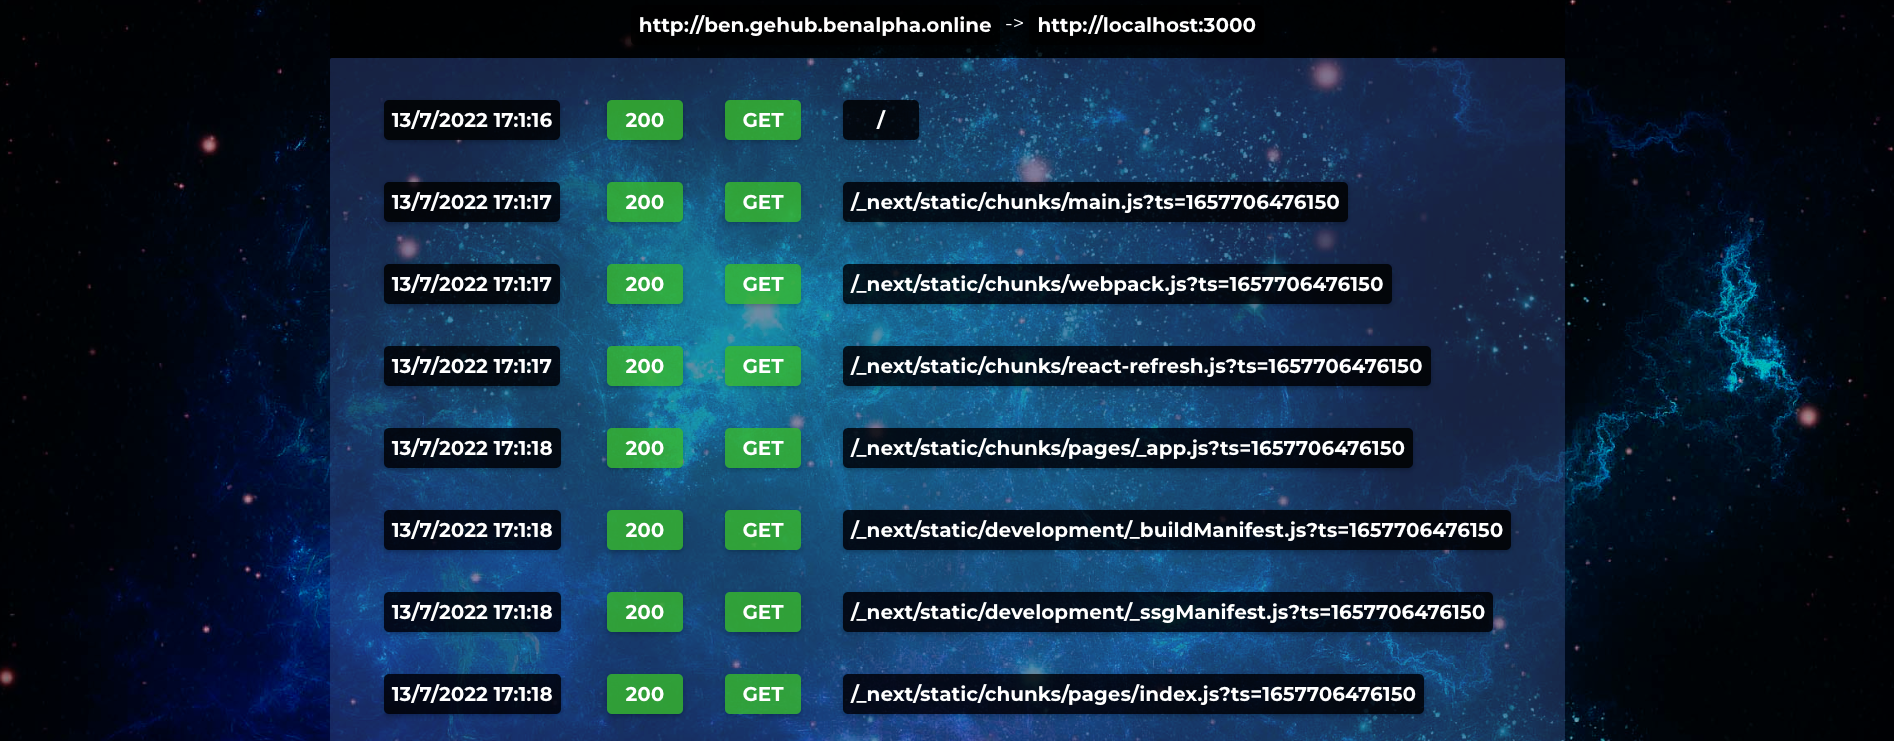 http://ben.gehub.benalpha.online -> http://localhost:3000
13/7/2022 17:1:16 200 GET /
13/7/2022 17:1:17 200 GET /_next/static/chunks/main.js?ts=1657706476150
13/7/2022 17:1:17 200 GET /_next/static/chunks/webpack.js?ts=1657706476150
13/7/2022 17:1:17 200 GET /_next/static/chunks/react-refresh.js?ts=1657706476150
13/7/2022 17:1:18 200 GET /_next/static/chunks/pages/_app.js?ts=1657706476150
13/7/2022 17:1:18 200 GET /_next/static/development/_buildManifest.js?ts=1657706476150
13/7/2022 17:1:18 200 GET /_next/static/development/_ssgManifest.js?ts=1657706476150
13/7/2022 17:1:18 200 GET /_next/static/chunks/pages/index.js?ts=1657706476150